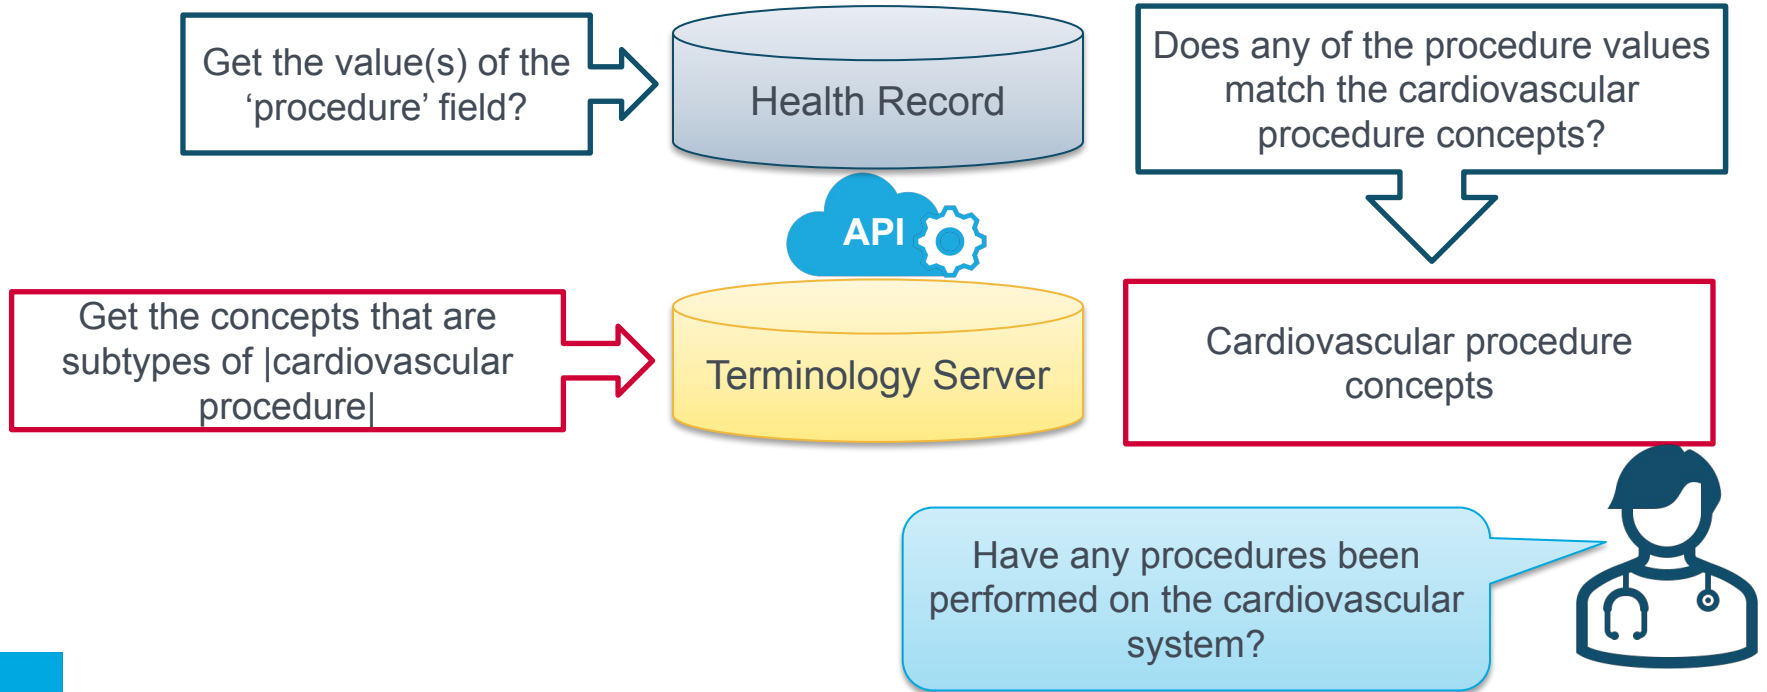 Get the value(s) of the
‘procedure’ field?
Health Record
Does any of the procedure values
match the cardiovascular
procedure concepts?
API
Get the concepts that are
subtypes of |cardiovascular
procedure|
Terminology Server
Cardiovascular procedure
concepts
Have any procedures been
performed on the cardiovascular
system?